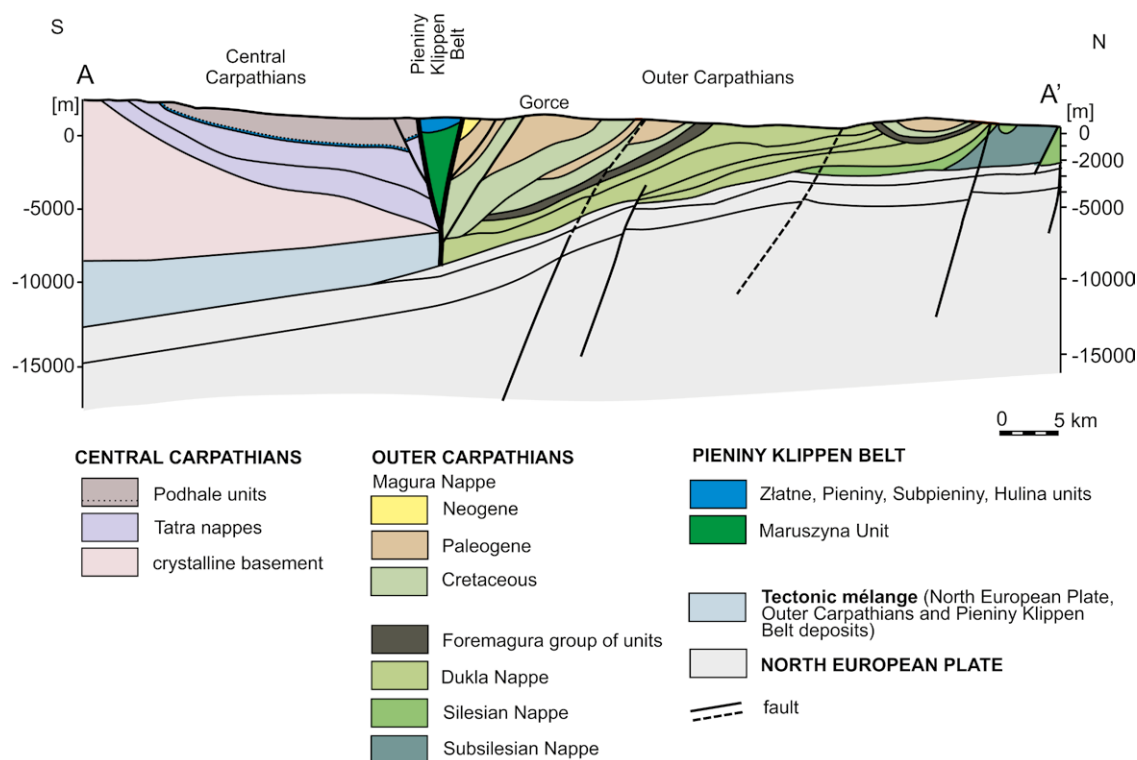 S
N
Central
Carpathians
Pieniny
Klippen
Belt
Outer Carpathians
A
A'
Gorce
[m]
[m]
0
-5000
-10000
-15000
0
-2000
-5000
-10000
-15000
0 5 km
CENTRAL CARPATHIANS
Podhale units
Tatra nappes
crystalline basement
OUTER CARPATHIANS
Magura Nappe
Neogene
Paleogene
Cretaceous
Foremagura group of units
Dukla Nappe
Silesian Nappe
Subsilesian Nappe
PIENINY KLIPPEN BELT
Złatne, Pieniny, Subpieniny, Hulina units
Maruszyna Unit
Tectonic mélange (North European Plate,
Outer Carpathians and Pieniny Klippen
Belt deposits)
NORTH EUROPEAN PLATE
fault